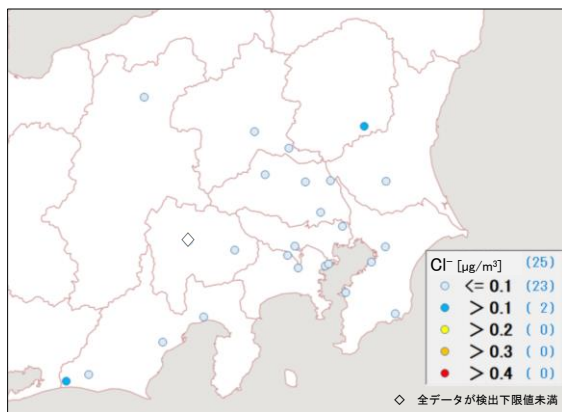 Cl⁻ [μg/m³] (25)
<= 0.1 (23)
> 0.1 ( 2)
> 0.2 ( 0)
> 0.3 ( 0)
> 0.4 ( 0)
◇ 全データが検出下限値未満